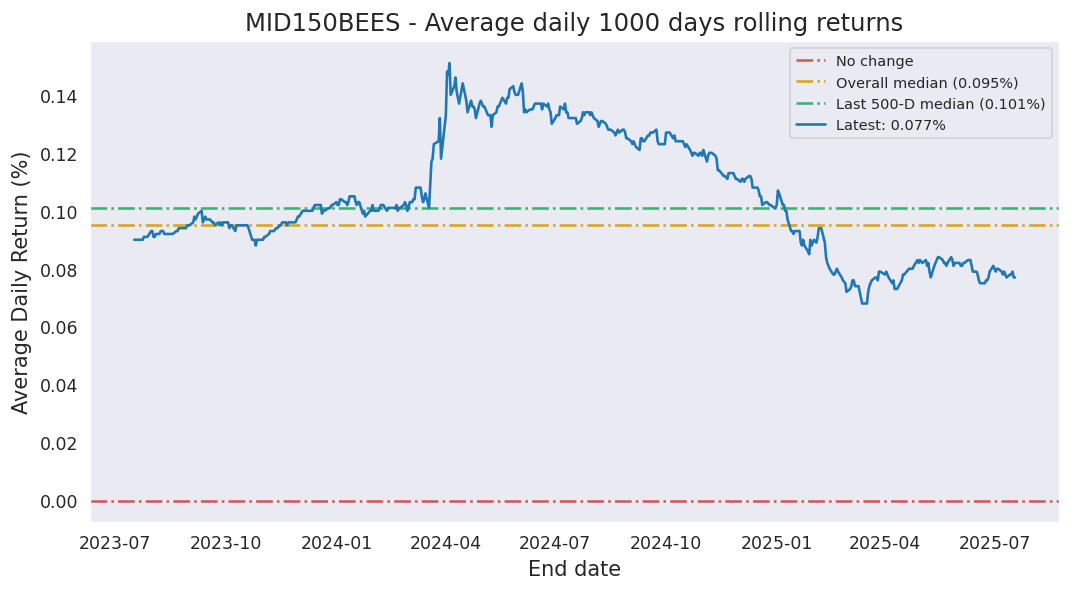 MID150BEES - Average daily 1000 days rolling returns
No change
Overall median (0.095%)
Last 500-D median (0.101%)
Latest: 0.077%
Average Daily Return (%)
0.14
0.12
0.10
0.08
0.06
0.04
0.02
0.00
2023-07 2023-10 2024-01 2024-04 2024-07 2024-10 2025-01 2025-04 2025-07
End date